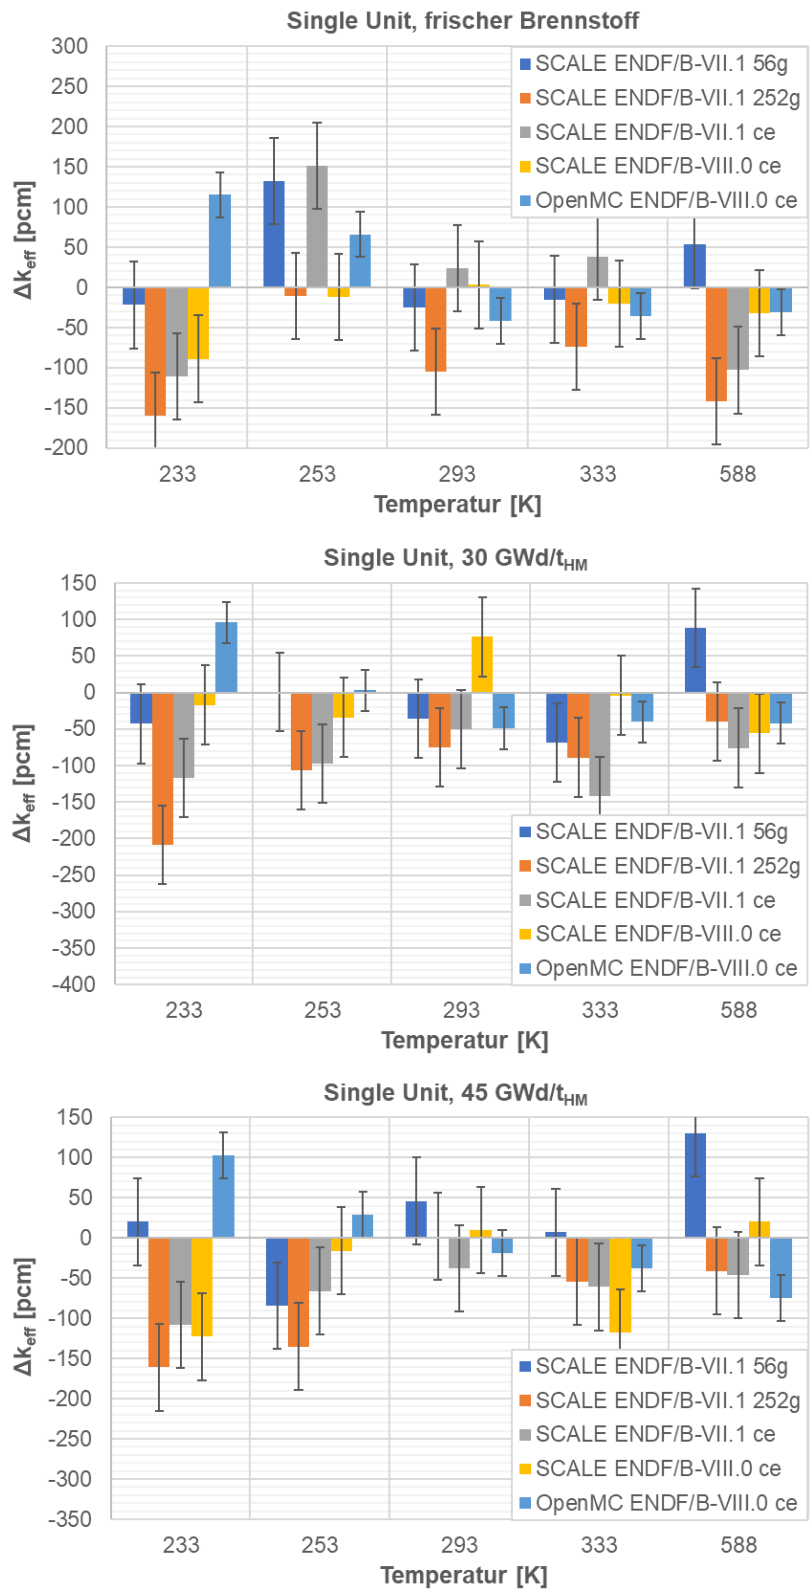 Single Unit, frischer Brennstoff
300
250
200
150
100
50
0
-50
-100
-150
-200
Δk_eff [pcm]
SCALE ENDF/B-VII.1 56g
SCALE ENDF/B-VII.1 252g
SCALE ENDF/B-VII.1 ce
SCALE ENDF/B-VIII.0 ce
OpenMC ENDF/B-VIII.0 ce
233 253 293 333 588
Temperatur [K]
Single Unit, 30 GWd/t_HM
150
100
50
0
-50
-100
-150
-200
-250
-300
-350
-400
Δk_eff [pcm]
SCALE ENDF/B-VII.1 56g
SCALE ENDF/B-VII.1 252g
SCALE ENDF/B-VII.1 ce
SCALE ENDF/B-VIII.0 ce
OpenMC ENDF/B-VIII.0 ce
233 253 293 333 588
Temperatur [K]
Single Unit, 45 GWd/t_HM
150
100
50
0
-50
-100
-150
-200
-250
-300
-350
Δk_eff [pcm]
SCALE ENDF/B-VII.1 56g
SCALE ENDF/B-VII.1 252g
SCALE ENDF/B-VII.1 ce
SCALE ENDF/B-VIII.0 ce
OpenMC ENDF/B-VIII.0 ce
233 253 293 333 588
Temperatur [K]